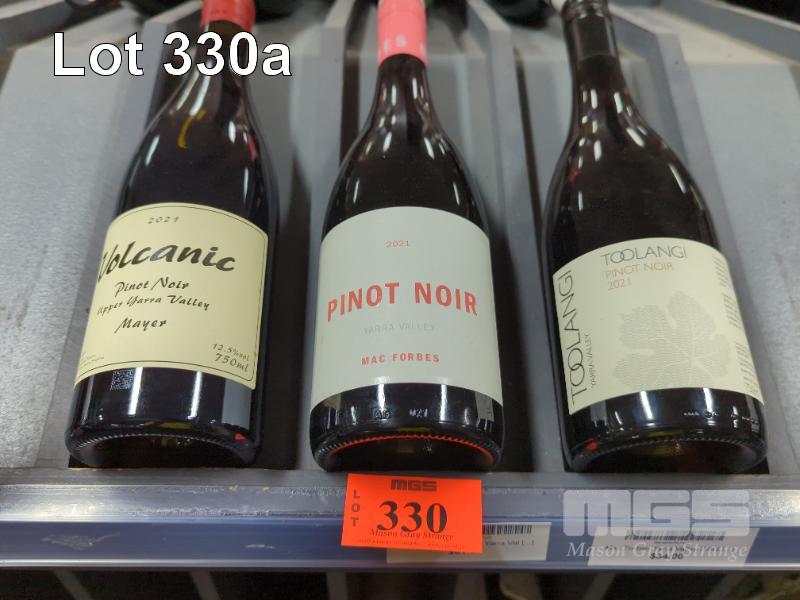 Lot 330a
2021
Volcanic
Pinot Noir
Upper Yarra Valley
Mayer
12.5% vol
750ml
2021
PINOT NOIR
YARRA VALLEY
MAC FORBES
TOOLANGI
YARRA VALLEY
TOOLANGI
PINOT NOIR
2021
MGS
LOT
330
Mason Gray Strange
MGS
Mason Gray Strange
$34.00